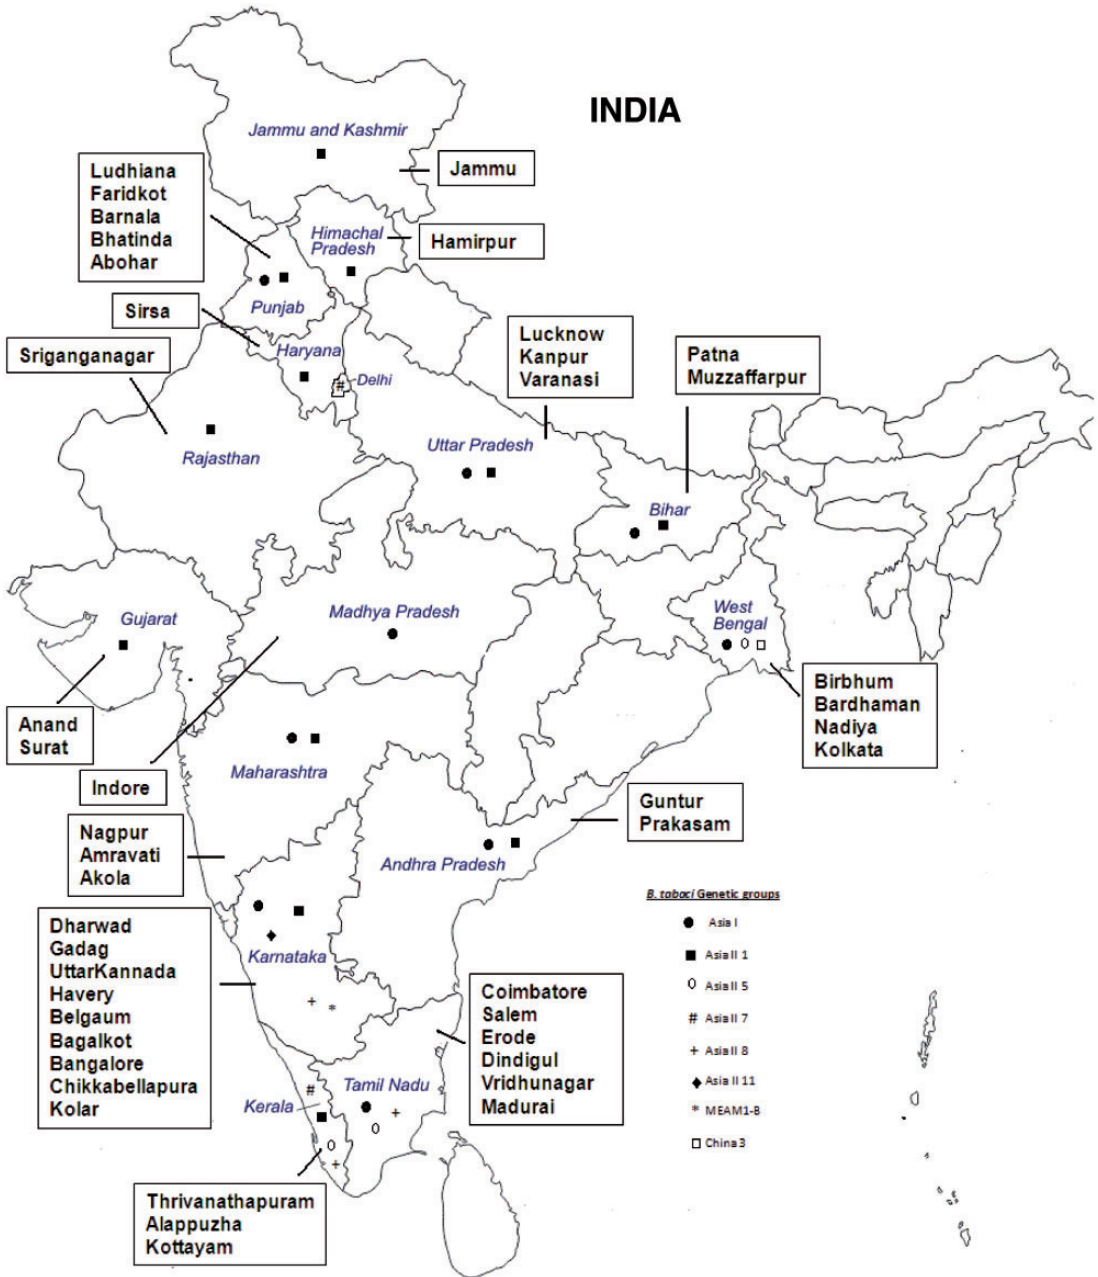 INDIA
Jammu and Kashmir
Jammu
Ludhiana
Faridkot
Barnala
Bhatinda
Abohar
Himachal
Pradesh
Hamirpur
Punjab
Sirsa
Haryana
Sriganganagar
Delhi
#
Lucknow
Kanpur
Varanasi
Patna
Muzzaffarpur
Rajasthan
Uttar Pradesh
Bihar
Gujarat
Madhya Pradesh
West
Bengal
Anand
Surat
Birbhum
Bardhaman
Nadiya
Kolkata
Indore
Maharashtra
Guntur
Prakasam
Nagpur
Amravati
Akola
Andhra Pradesh
B. tabaci Genetic groups
Asia I
Asia II 1
Asia II 5
# Asia II 7
+ Asia II 8
Asia II 11
* MEAM1-B
China 3
Dharwad
Gadag
UttarKannada
Havery
Belgaum
Bagalkot
Bangalore
Chikkabellapura
Kolar
Karnataka
+ *
Coimbatore
Salem
Erode
Dindigul
Vridhunagar
Madurai
Tamil Nadu
+
Kerala
#
+
Thrivanathapuram
Alappuzha
Kottayam